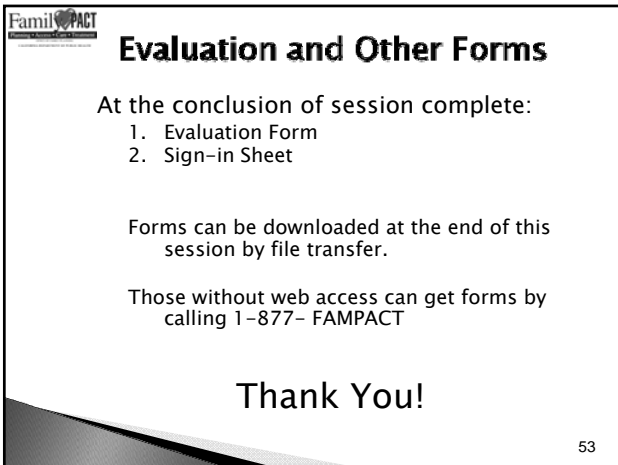 Family PACT
Planning • Access • Care • Treatment
Evaluation and Other Forms
At the conclusion of session complete:
1. Evaluation Form
2. Sign-in Sheet
Forms can be downloaded at the end of this
session by file transfer.
Those without web access can get forms by
calling 1-877- FAMPACT
Thank You!
53